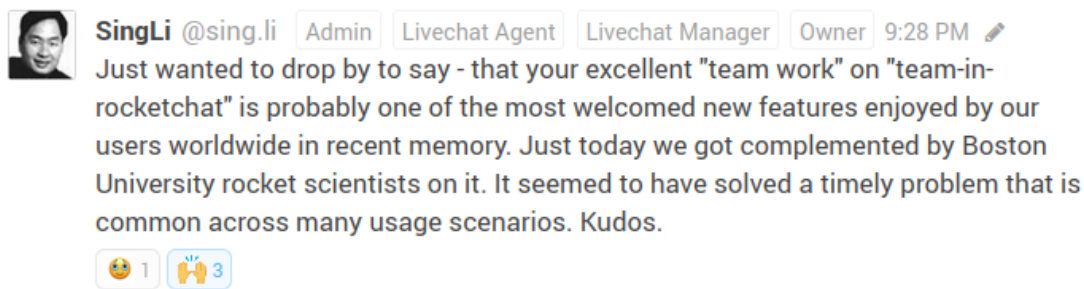 SingLi @sing.li Admin Livechat Agent Livechat Manager Owner 9:28 PM
Just wanted to drop by to say - that your excellent "team work" on "team-in-
rocketchat" is probably one of the most welcomed new features enjoyed by our
users worldwide in recent memory. Just today we got complemented by Boston
University rocket scientists on it. It seemed to have solved a timely problem that is
common across many usage scenarios. Kudos.
1 3